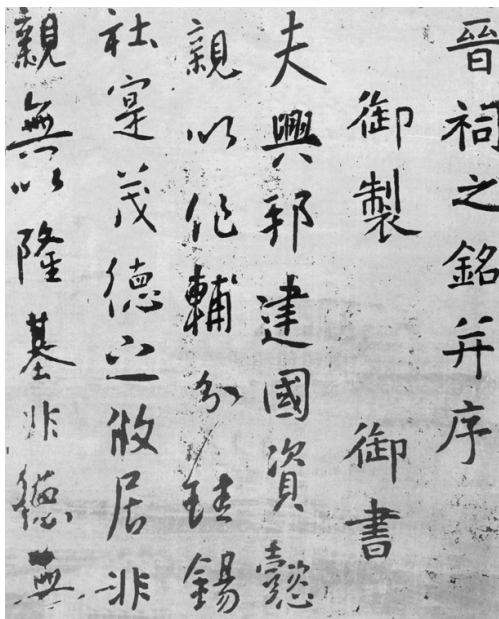 晉祠之銘并序
御製 御書
夫興邦建國資懿
親以作輔分珪錫
社寔茂德之攸居非
親無以隆基非德無